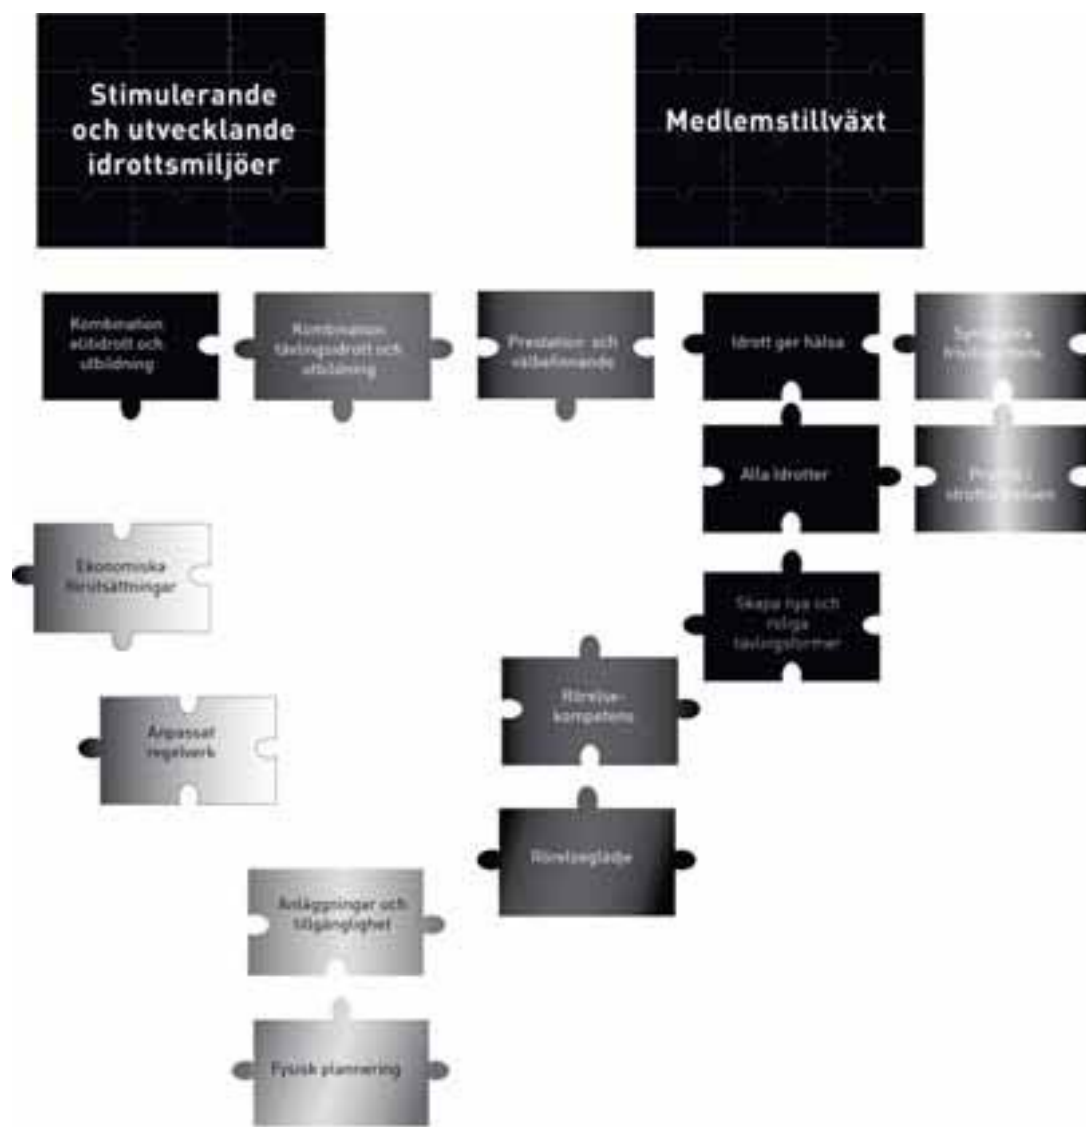 Stimulerande
och utvecklande
idrottsmiljöer
Medlemstillväxt
Kombination
elitidrott och
utbildning
Kombination
tävlingsidrott och
utbildning
Prestation och
välbefinnande
Idrott ger hälsa
Alla Idrotter
Ekonomiska
förutsättningar
Skapa nya och
roliga
tävlingsformer
Rörelse-
kompetens
Anpassat
regelverk
Rörelseglädje
Anläggningar och
tillgänglighet
Fysisk plannering